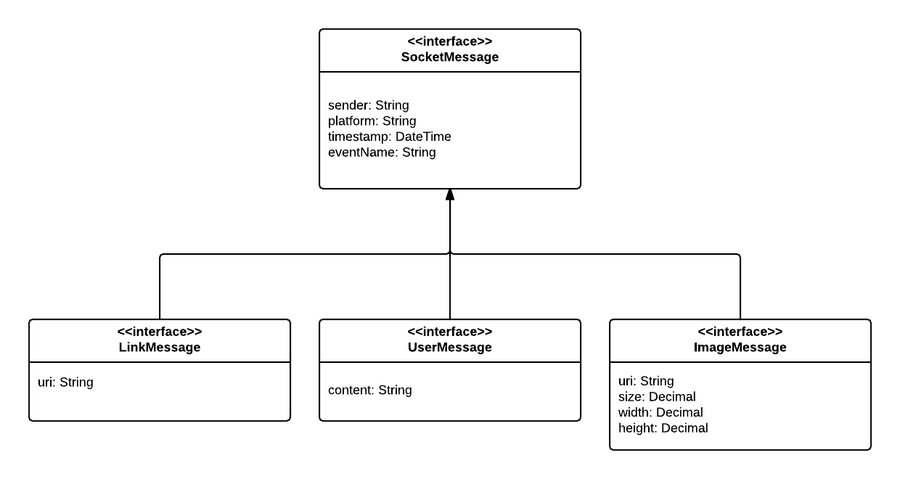 <<interface>>
SocketMessage
sender: String
platform: String
timestamp: DateTime
eventName: String
<<interface>>
LinkMessage
uri: String
<<interface>>
UserMessage
content: String
<<interface>>
ImageMessage
uri: String
size: Decimal
width: Decimal
height: Decimal